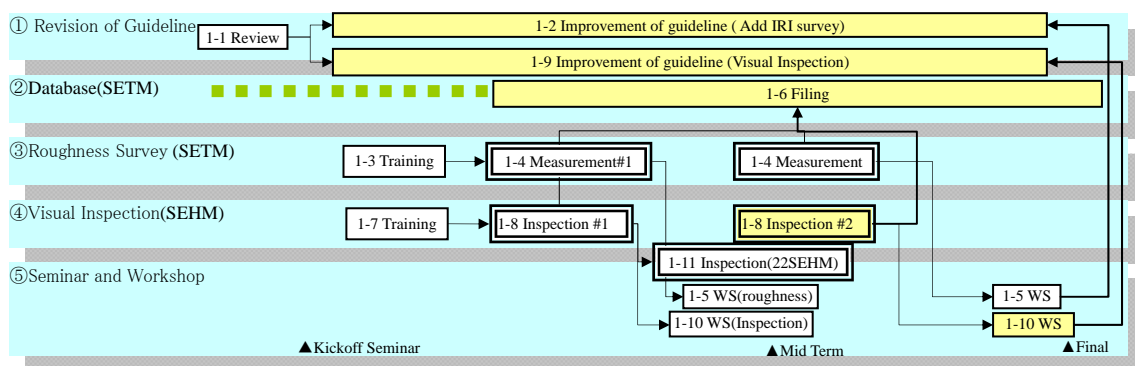 ① Revision of Guideline
1-1 Review
1-2 Improvement of guideline ( Add IRI survey)
1-9 Improvement of guideline (Visual Inspection)
②Database(SETM)
1-6 Filing
③Roughness Survey (SETM)
1-3 Training
1-4 Measurement#1
1-4 Measurement
④Visual Inspection(SEHM)
1-7 Training
1-8 Inspection #1
1-8 Inspection #2
1-11 Inspection(22SEHM)
⑤Seminar and Workshop
1-5 WS(roughness)
1-5 WS
1-10 WS(Inspection)
1-10 WS
▲Kickoff Seminar
▲Mid Term
▲Final